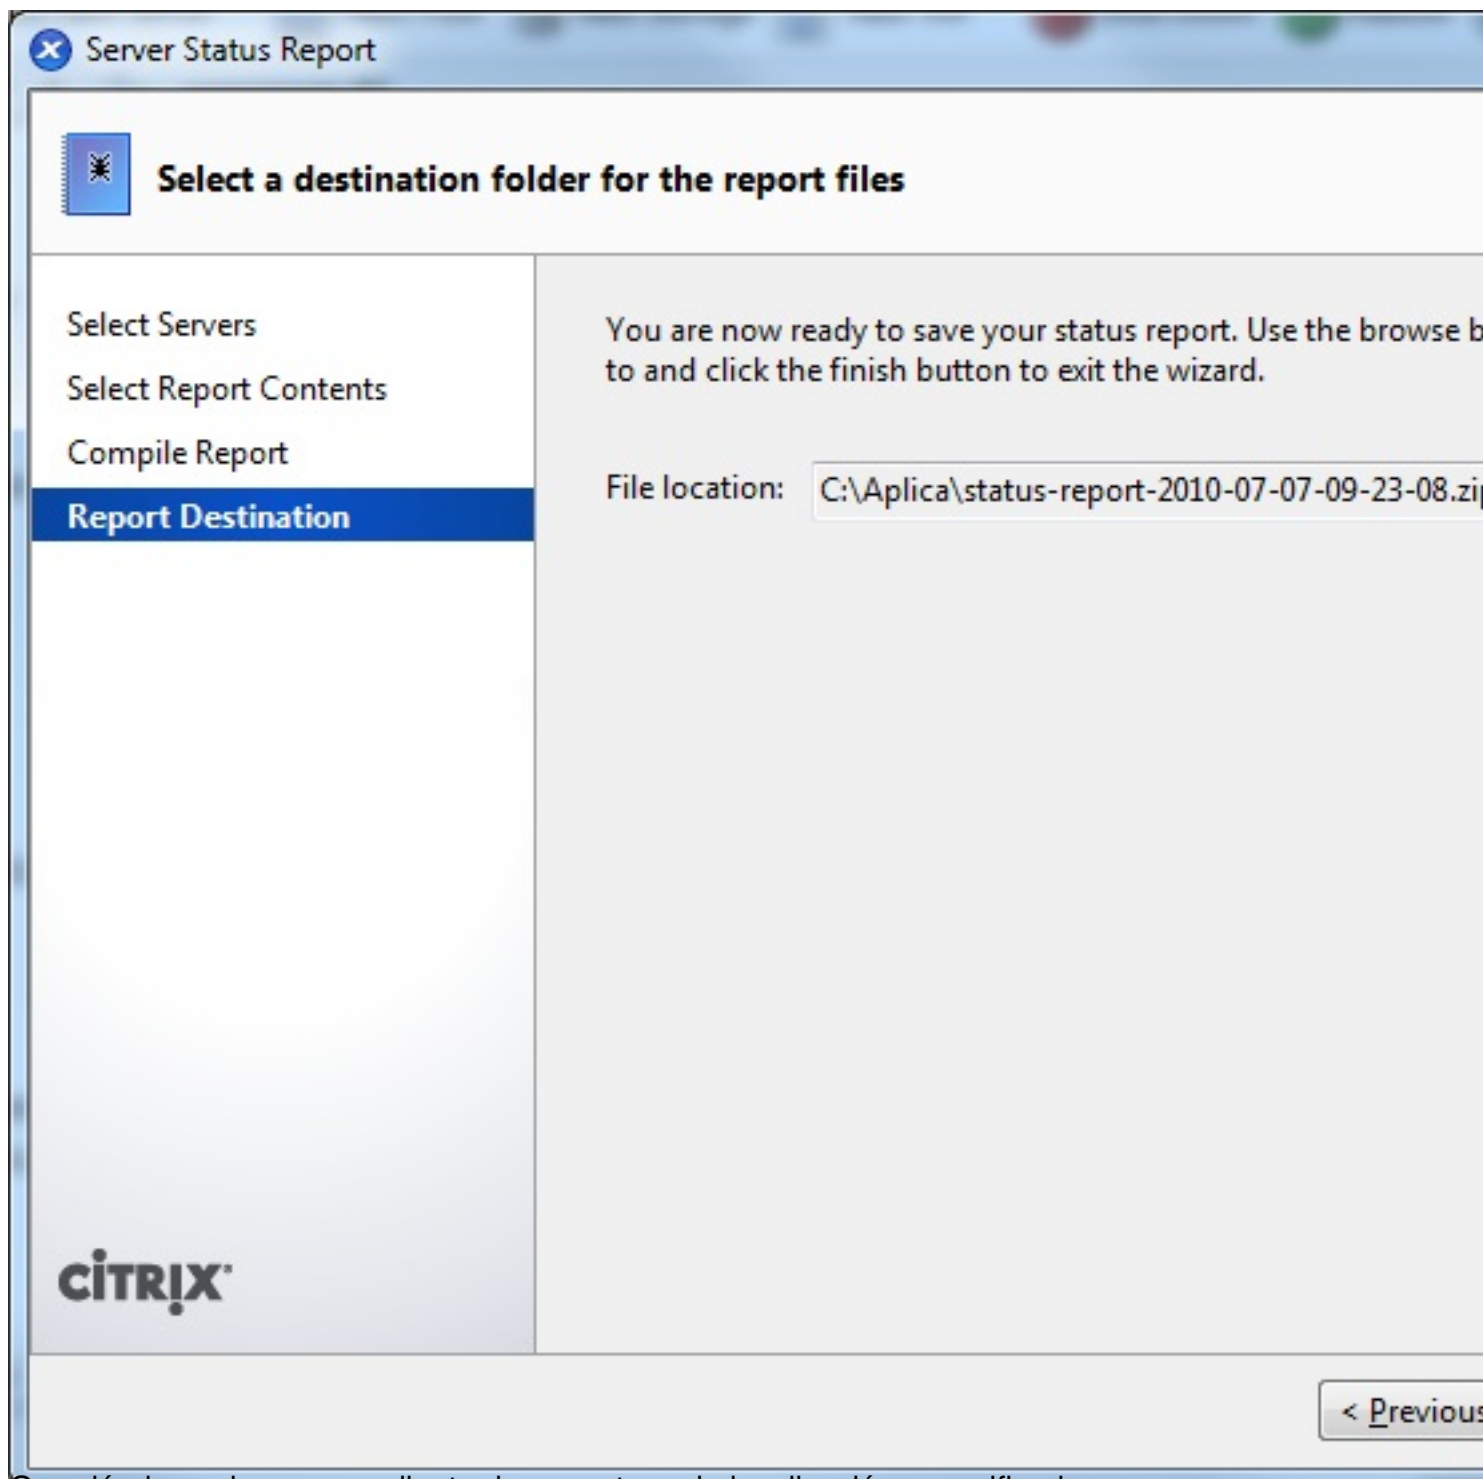 Server Status Report
Select a destination folder for the report files
Select Servers
Select Report Contents
Compile Report
Report Destination
You are now ready to save your status report. Use the browse b
to and click the finish button to exit the wizard.
File location: C:\Aplica\status-report-2010-07-07-09-23-08.zip
CITRIX
< Previous